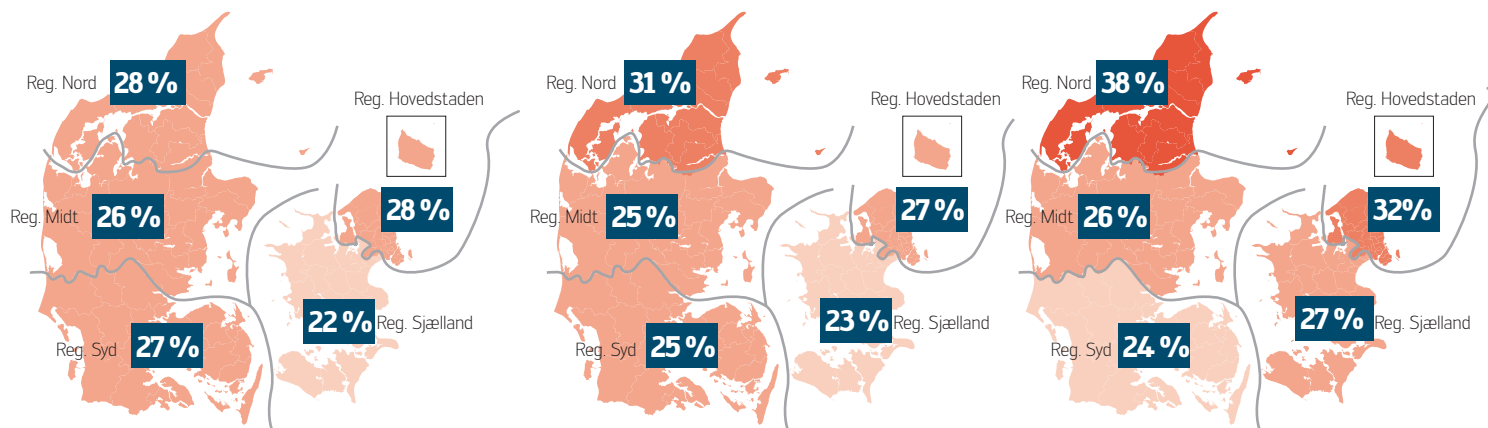 Reg. Nord 28 %
Reg. Hovedstaden
28 %
Reg. Midt 26 %
22 % Reg. Sjælland
Reg. Syd 27 %
Reg. Nord 31 %
Reg. Hovedstaden
27 %
Reg. Midt 25 %
23 % Reg. Sjælland
Reg. Syd 25 %
Reg. Nord 38 %
Reg. Hovedstaden
32%
Reg. Midt 26 %
27 % Reg. Sjælland
Reg. Syd 24 %